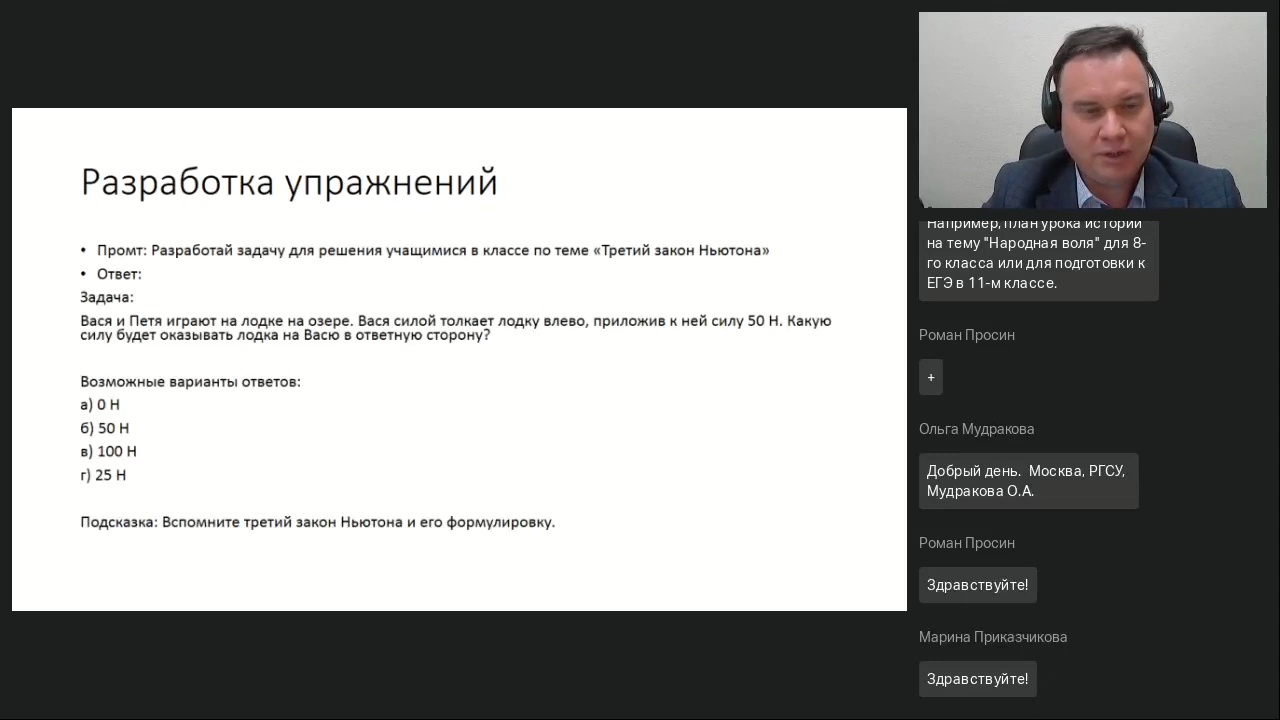 Разработка упражнений
• Промт: Разработай задачу для решения учащимися в классе по теме «Третий закон Ньютона»
• Ответ:
Задача:
Вася и Петя играют на лодке на озере. Вася силой толкает лодку влево, приложив к ней силу 50 Н. Какую
силу будет оказывать лодка на Васю в ответную сторону?
Возможные варианты ответов:
а) 0 Н
б) 50 Н
в) 100 Н
г) 25 Н
Подсказка: Вспомните третий закон Ньютона и его формулировку.
Например, план урока истории
на тему "Народная воля" для 8-
го класса или для подготовки к
ЕГЭ в 11-м классе.
Роман Просин
+
Ольга Мудракова
Добрый день.  Москва, РГСУ,
Мудракова О.А.
Роман Просин
Здравствуйте!
Марина Приказчикова
Здравствуйте!